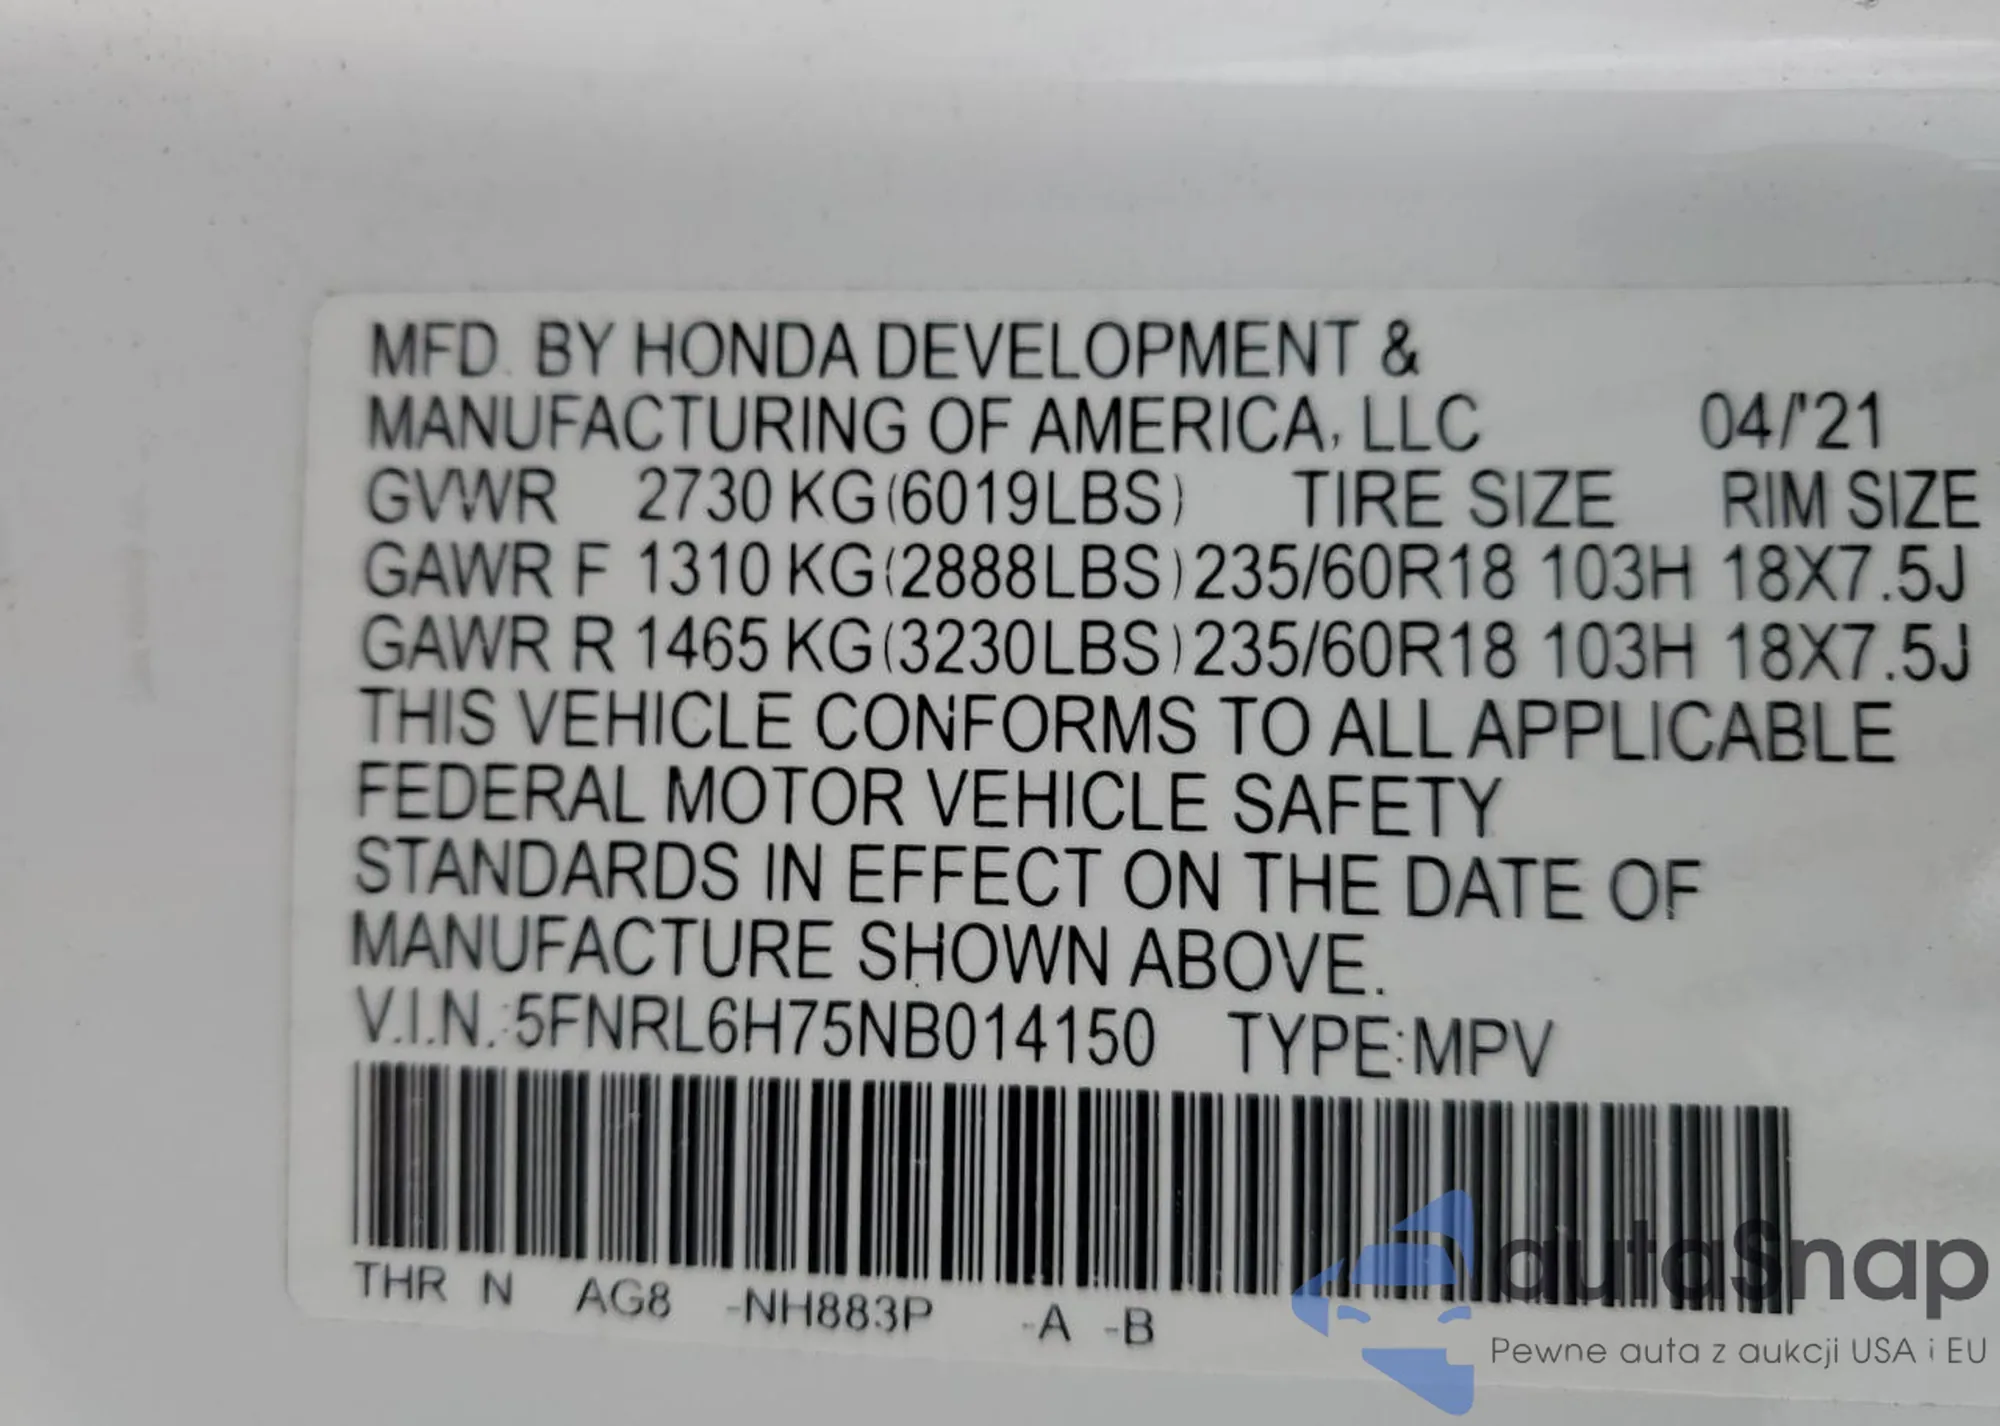 MFD. BY HONDA DEVELOPMENT &
MANUFACTURING OF AMERICA, LLC 04/'21
GVWR 2730 KG (6019LBS) TIRE SIZE RIM SIZE
GAWR F 1310 KG (2888LBS) 235/60R18 103H 18X7.5J
GAWR R 1465 KG (3230LBS) 235/60R18 103H 18X7.5J
THIS VEHICLE CONFORMS TO ALL APPLICABLE
FEDERAL MOTOR VEHICLE SAFETY
STANDARDS IN EFFECT ON THE DATE OF
MANUFACTURE SHOWN ABOVE.
V.I.N.:5FNRL6H75NB014150 TYPE:MPV
THR N AG8 -NH883P -A -B
autaSnap
Pewne auta z aukcji USA i EU